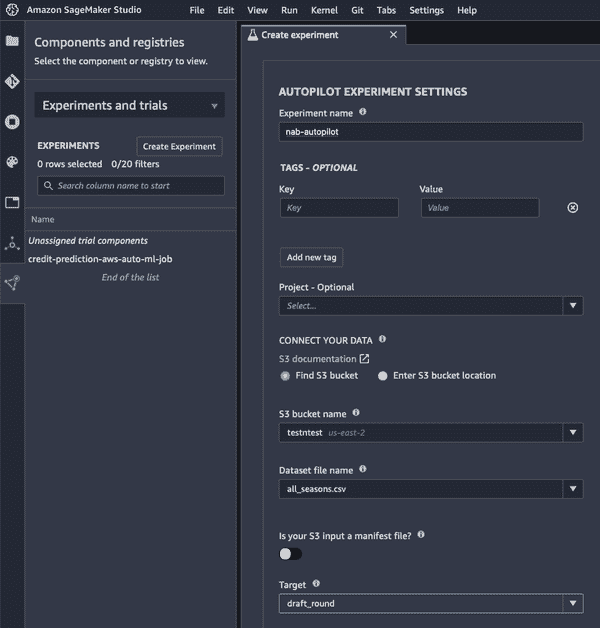 Amazon SageMaker Studio File Edit View Run Kernel Git Tabs Settings Help
Components and registries
Select the component or registry to view.
Experiments and trials
EXPERIMENTS Create Experiment
0 rows selected 0/20 filters
Search column name to start
Name
Unassigned trial components
credit-prediction-aws-auto-ml-job
End of the list
Create experiment
AUTOPILOT EXPERIMENT SETTINGS
Experiment name
nab-autopilot
TAGS - OPTIONAL
Key Value
Key Value
Add new tag
Project - Optional
Select...
CONNECT YOUR DATA
S3 documentation
Find S3 bucket Enter S3 bucket location
S3 bucket name
testntest us-east-2
Dataset file name
all_seasons.csv
Is your S3 input a manifest file?
Target
draft_round